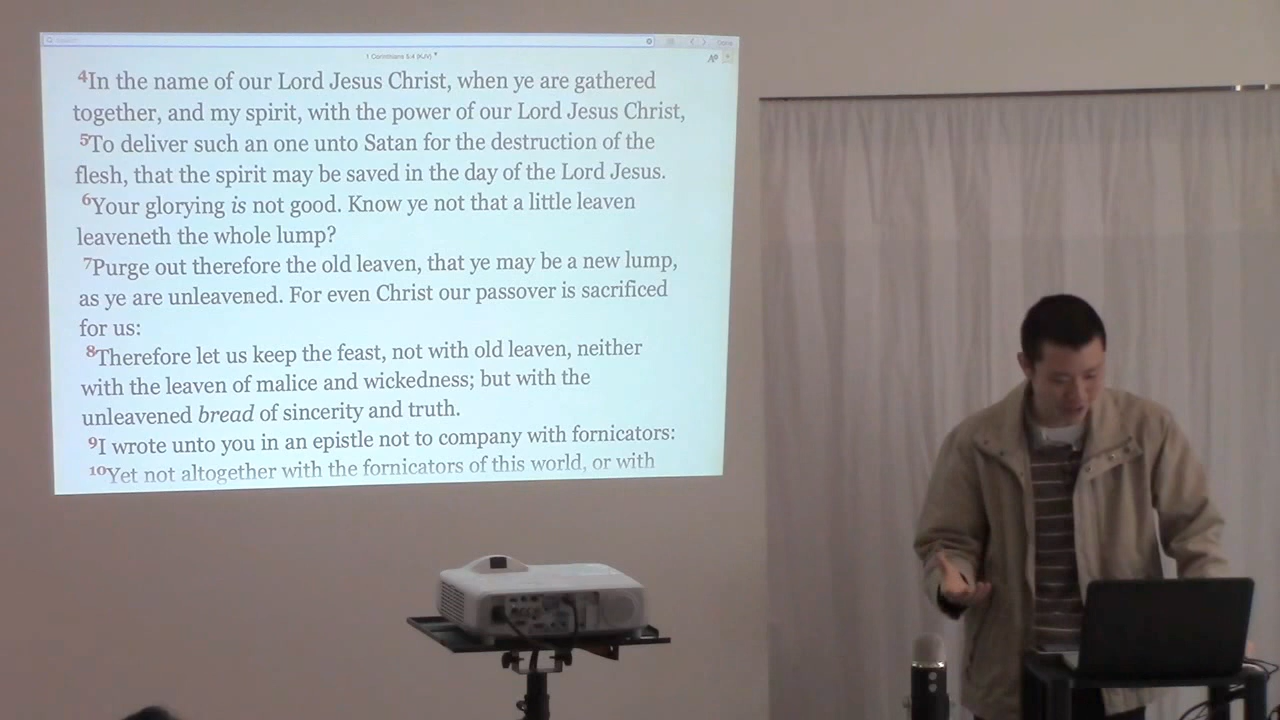 Done
1 Corinthians 5:4 (KJV)
4In the name of our Lord Jesus Christ, when ye are gathered
together, and my spirit, with the power of our Lord Jesus Christ,
5To deliver such an one unto Satan for the destruction of the
flesh, that the spirit may be saved in the day of the Lord Jesus.
6Your glorying is not good. Know ye not that a little leaven
leaveneth the whole lump?
7Purge out therefore the old leaven, that ye may be a new lump,
as ye are unleavened. For even Christ our passover is sacrificed
for us:
8Therefore let us keep the feast, not with old leaven, neither
with the leaven of malice and wickedness; but with the
unleavened bread of sincerity and truth.
9I wrote unto you in an epistle not to company with fornicators:
10Yet not altogether with the fornicators of this world, or with